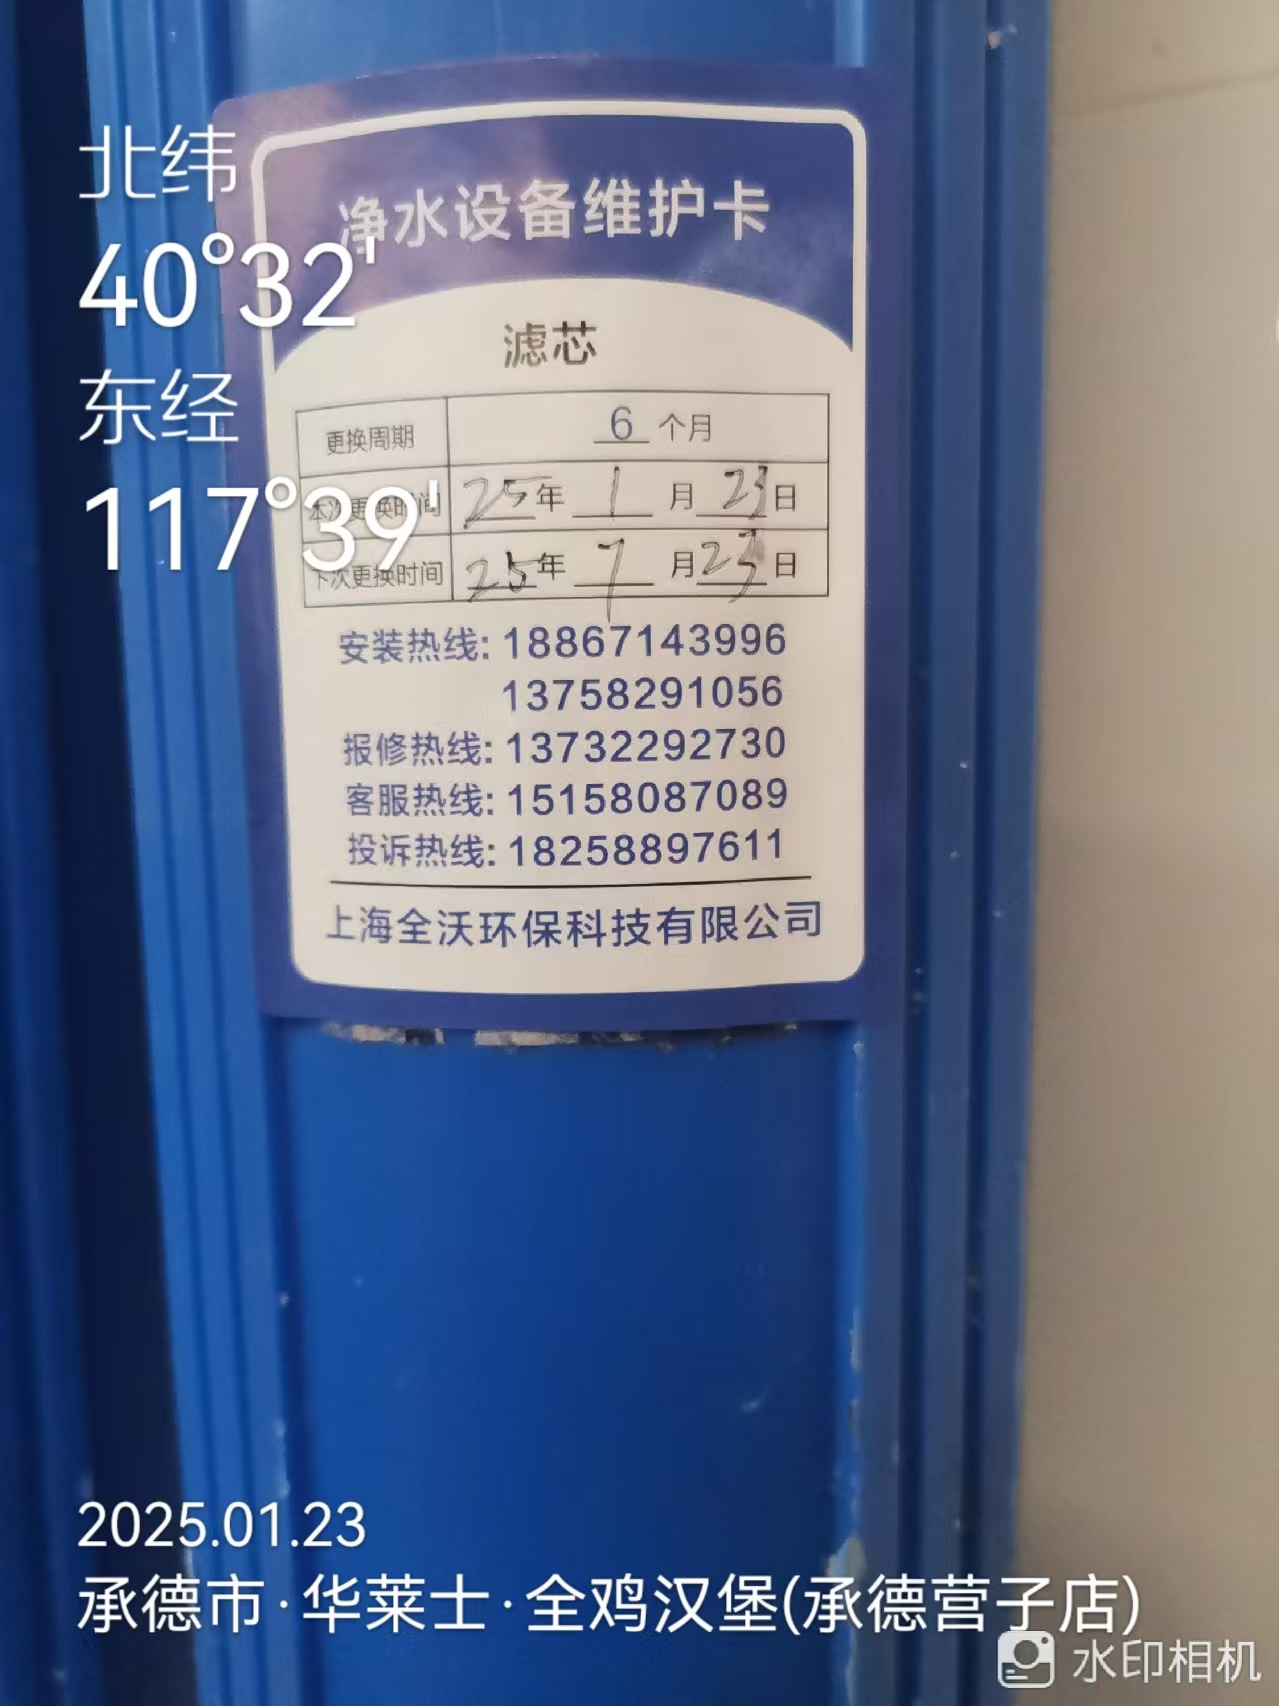 北纬
40°32'
东经
117°39'
净水设备维护卡
滤芯
更换周期 6 个月
本次更换时间 25年 1 月 23日
下次更换时间 25年 7 月 23日
安装热线: 18867143996
13758291056
报修热线: 13732292730
客服热线: 15158087089
投诉热线: 18258897611
上海全沃环保科技有限公司
2025.01.23
承德市·华莱士·全鸡汉堡(承德营子店)
水印相机